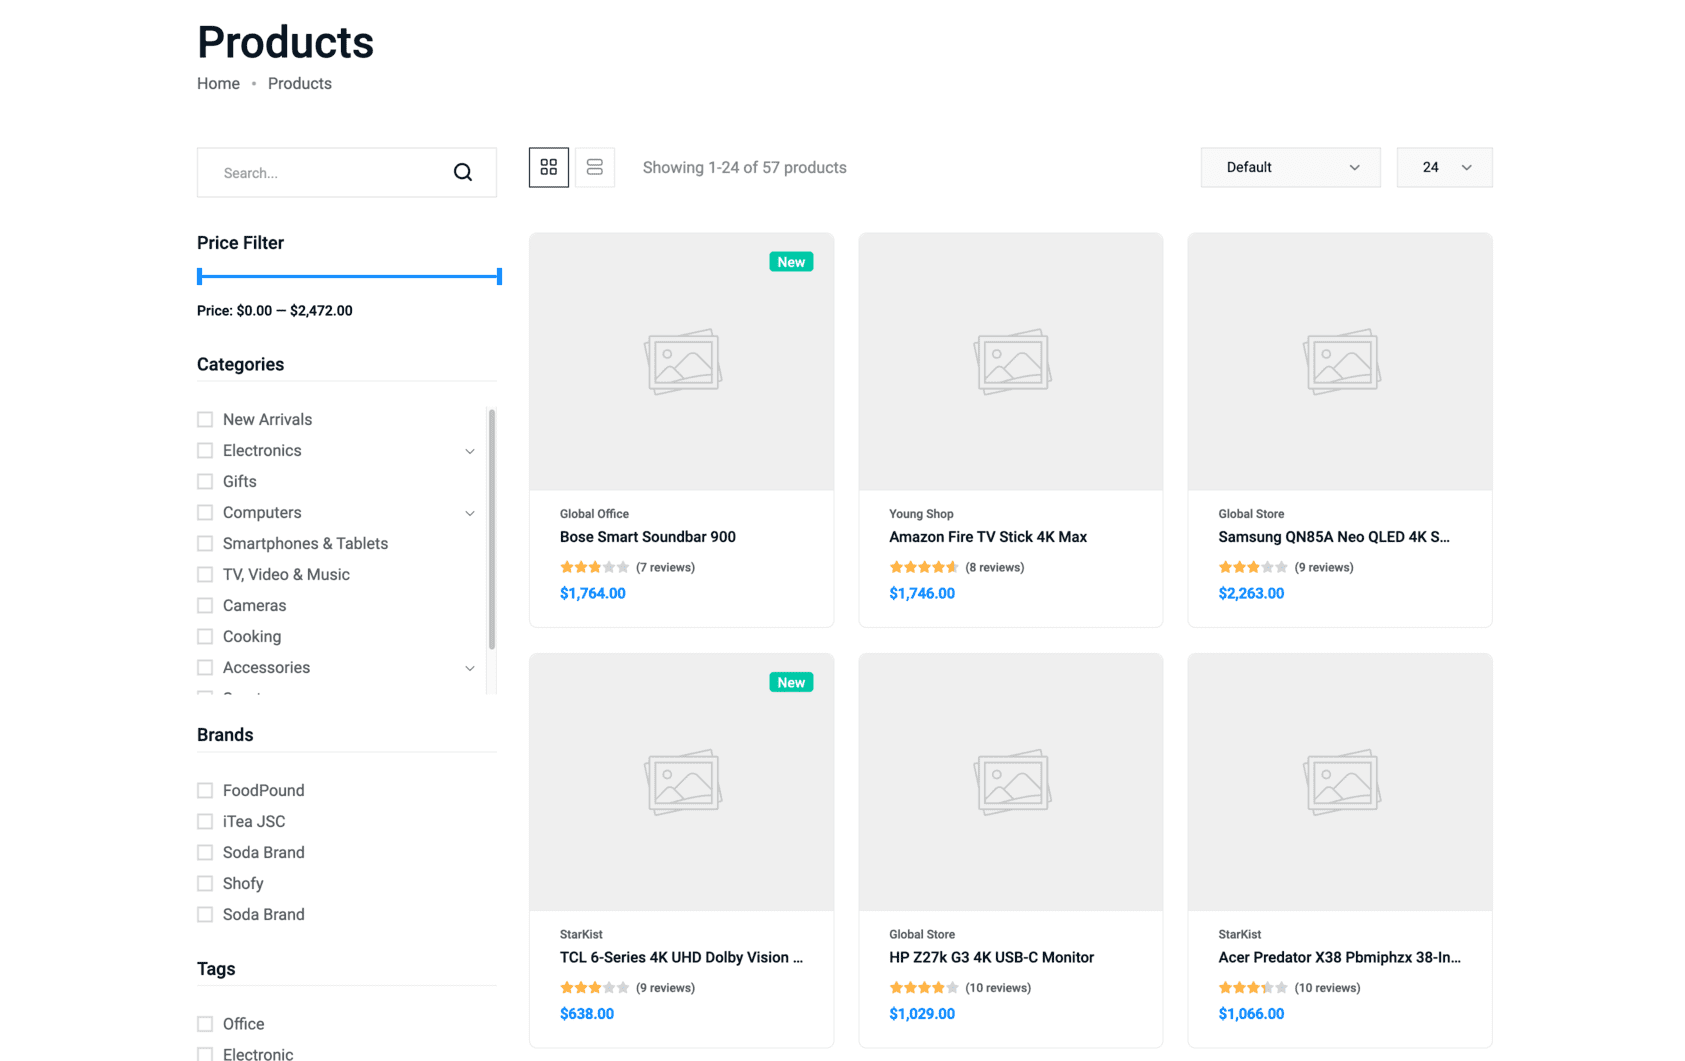 Products
Home • Products
Search...
Showing 1-24 of 57 products
Default
24
Price Filter
Price: $0.00 — $2,472.00
Categories
New Arrivals
Electronics
Gifts
Computers
Smartphones & Tablets
TV, Video & Music
Cameras
Cooking
Accessories
Brands
FoodPound
iTea JSC
Soda Brand
Shofy
Soda Brand
Tags
Office
Electronic
New
Global Office
Bose Smart Soundbar 900
(7 reviews)
$1,764.00
Young Shop
Amazon Fire TV Stick 4K Max
(8 reviews)
$1,746.00
Global Store
Samsung QN85A Neo QLED 4K S...
(9 reviews)
$2,263.00
New
StarKist
TCL 6-Series 4K UHD Dolby Vision ...
(9 reviews)
$638.00
Global Store
HP Z27k G3 4K USB-C Monitor
(10 reviews)
$1,029.00
StarKist
Acer Predator X38 Pbmiphzx 38-In...
(10 reviews)
$1,066.00